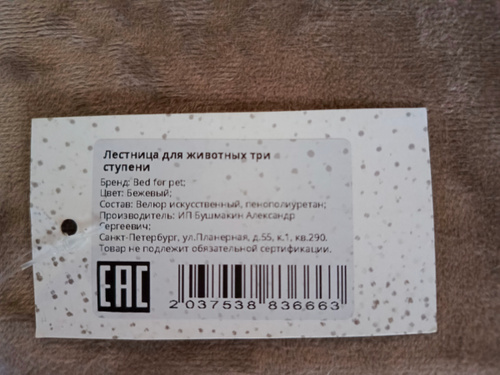 Лестница для животных три
ступени
Бренд: Bed for pet;
Цвет: Бежевый;
Состав: Велюр искусственный, пенополиуретан;
Производитель: ИП Бушмакин Александр
Сергеевич;
Санкт-Петербург, ул.Планерная, д.55, к.1, кв.290.
Товар не подлежит обязательной сертификации.
EAC
2 037538 836663